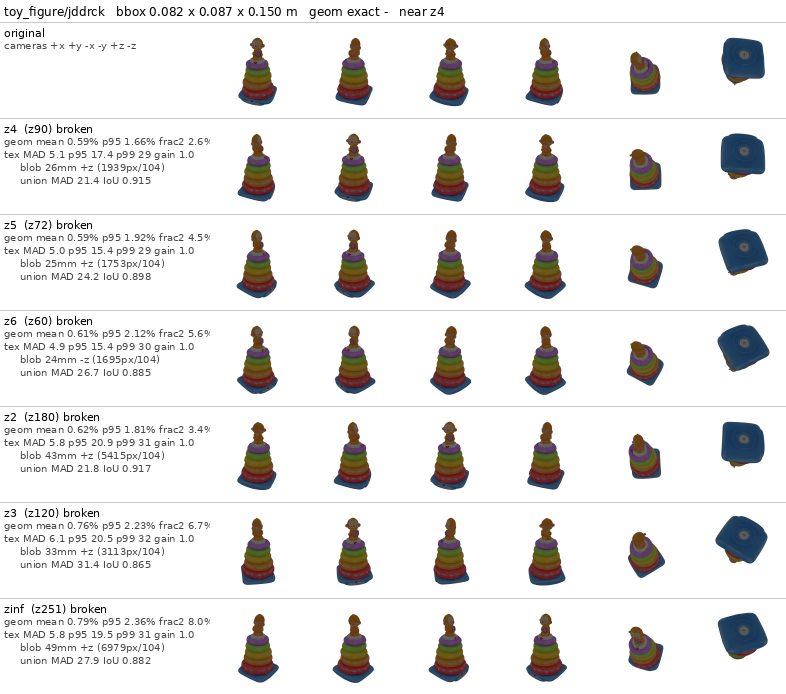 toy_figure/jddrck   bbox 0.082 x 0.087 x 0.150 m   geom exact -   near z4
original
cameras +x +y -x -y +z -z
z4  (z90) broken
geom mean 0.59% p95 1.66% frac2 2.6%
tex MAD 5.1 p95 17.4 p99 29 gain 1.0
blob 26mm +z (1939px/104)
union MAD 21.4 IoU 0.915
z5  (z72) broken
geom mean 0.59% p95 1.92% frac2 4.5%
tex MAD 5.0 p95 15.4 p99 29 gain 1.0
blob 25mm +z (1753px/104)
union MAD 24.2 IoU 0.898
z6  (z60) broken
geom mean 0.61% p95 2.12% frac2 5.6%
tex MAD 4.9 p95 15.4 p99 30 gain 1.0
blob 24mm -z (1695px/104)
union MAD 26.7 IoU 0.885
z2  (z180) broken
geom mean 0.62% p95 1.81% frac2 3.4%
tex MAD 5.8 p95 20.9 p99 31 gain 1.0
blob 43mm +z (5415px/104)
union MAD 21.8 IoU 0.917
z3  (z120) broken
geom mean 0.76% p95 2.23% frac2 6.7%
tex MAD 6.1 p95 20.5 p99 32 gain 1.0
blob 33mm +z (3113px/104)
union MAD 31.4 IoU 0.865
zinf  (z251) broken
geom mean 0.79% p95 2.36% frac2 8.0%
tex MAD 5.8 p95 19.5 p99 31 gain 1.0
blob 49mm +z (6979px/104)
union MAD 27.9 IoU 0.882